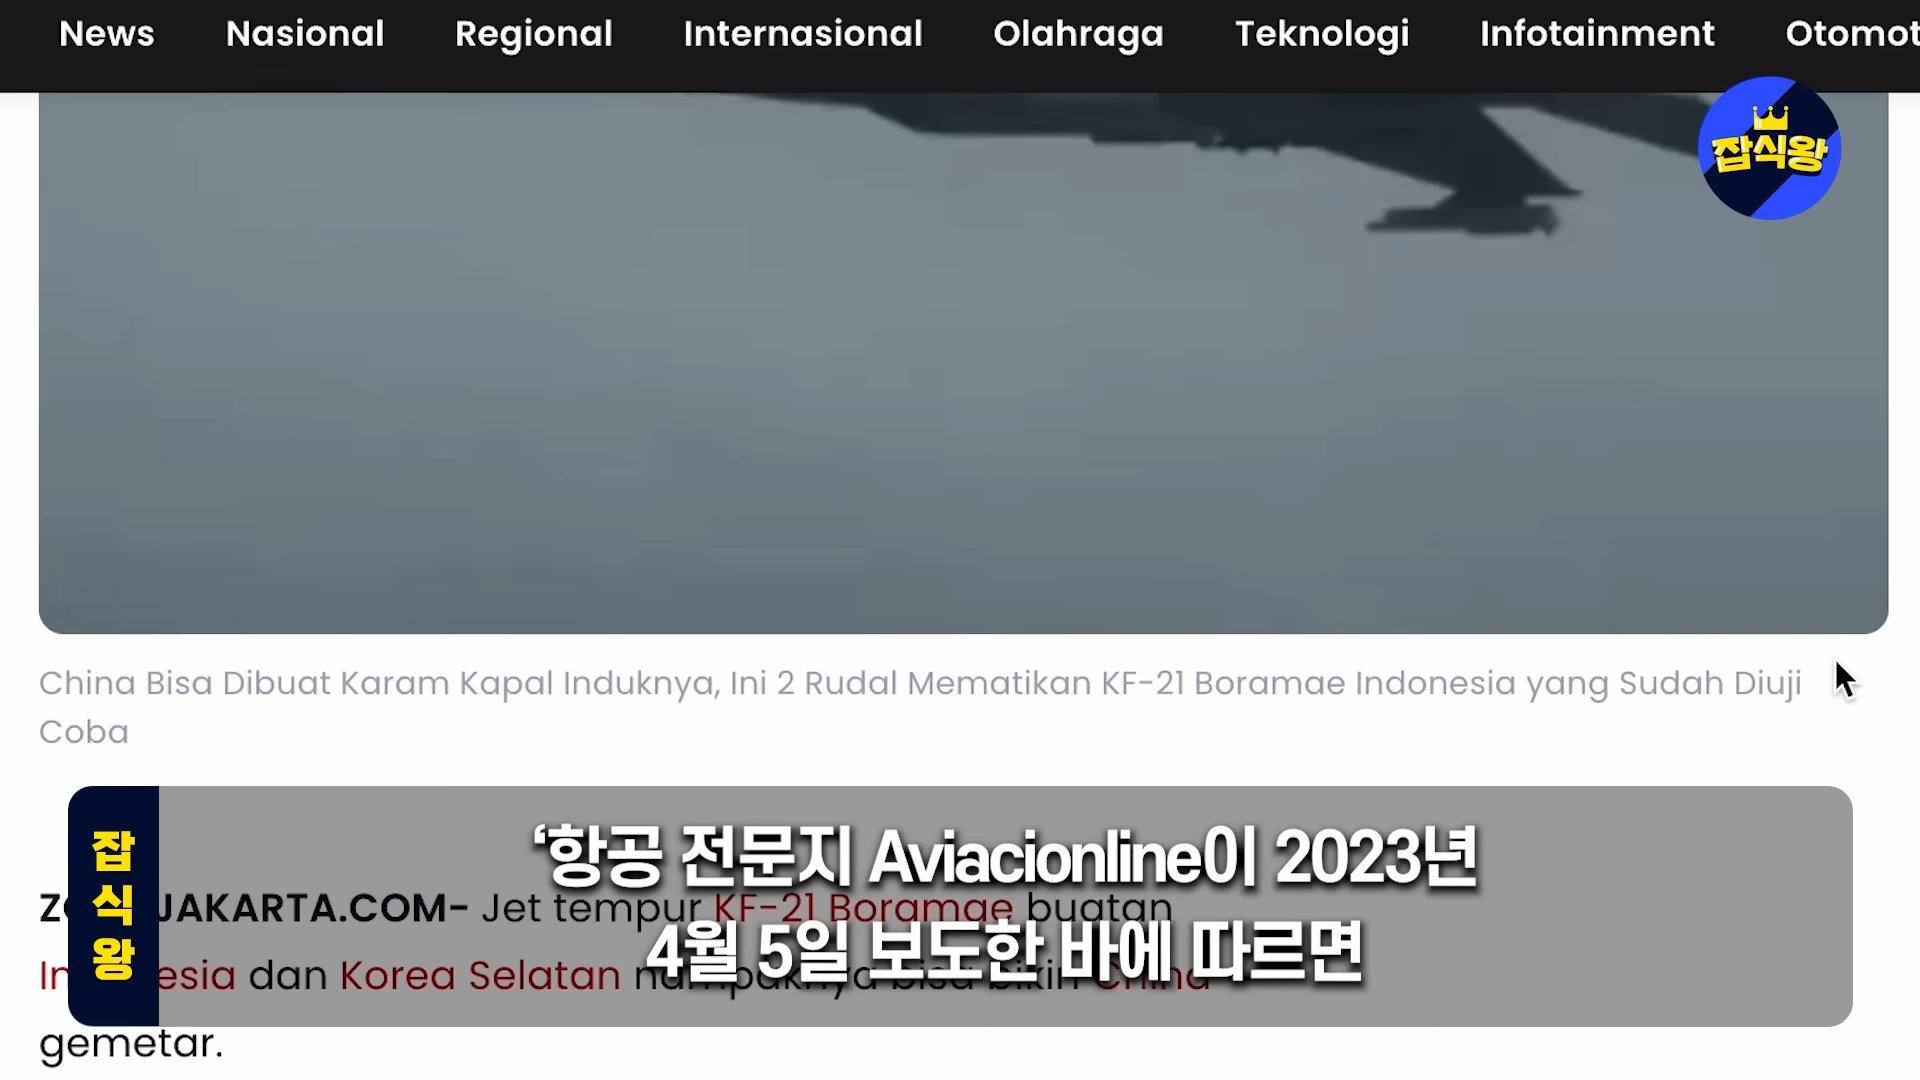 News Nasional Regional Internasional Olahraga Teknologi Infotainment Otomot
잡식왕
China Bisa Dibuat Karam Kapal Induknya, Ini 2 Rudal Mematikan KF-21 Boramae Indonesia yang Sudah Diuji
Coba
잡식왕
‘항공 전문지 Aviacionline이 2023년
4월 5일 보도한 바에 따르면
JAKARTA.COM- Jet tempur KF-21 Boramae buatan
esia dan Korea Selatan nampaknya bisa bikin China
gemetar.